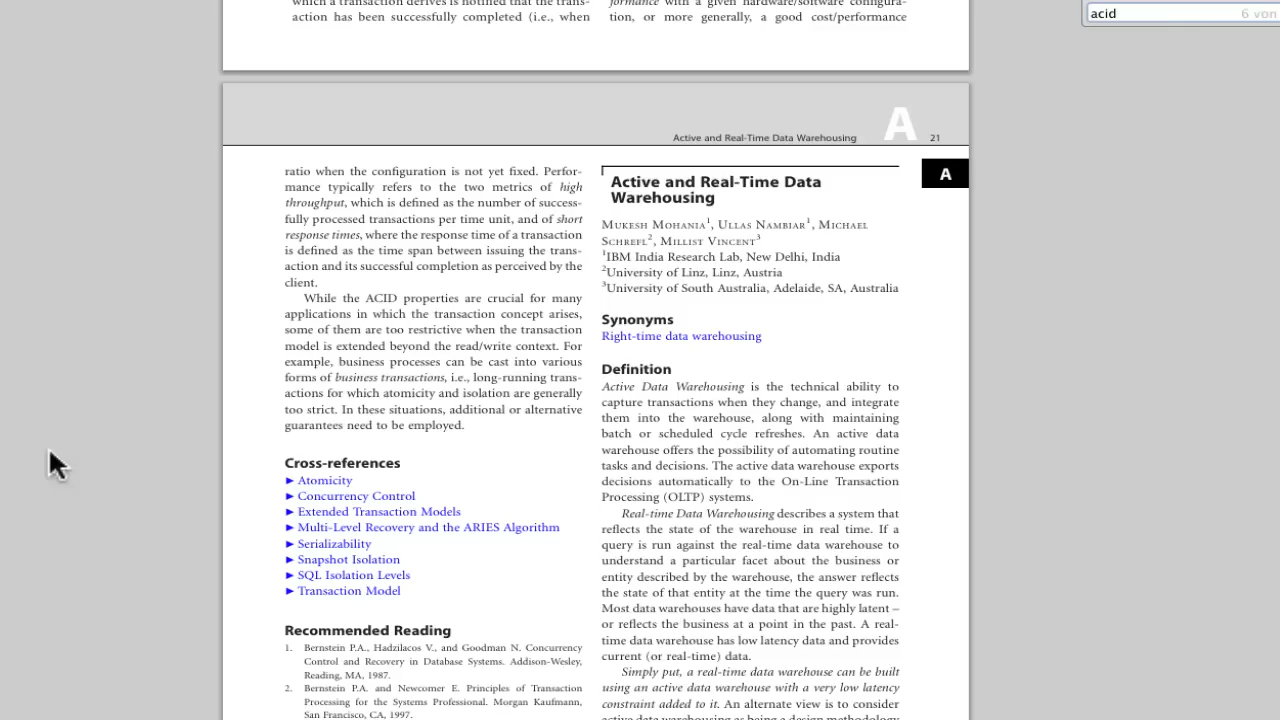 which a transaction derives is notified that the trans-
action has been successfully completed (i.e., when
formance with a given hardware/software configura-
tion, or more generally, a good cost/performance
acid
6 von
Active and Real-Time Data Warehousing
A
21
A
ratio when the configuration is not yet fixed. Perfor-
mance typically refers to the two metrics of high
throughput, which is defined as the number of success-
fully processed transactions per time unit, and of short
response times, where the response time of a transaction
is defined as the time span between issuing the trans-
action and its successful completion as perceived by the
client.
While the ACID properties are crucial for many
applications in which the transaction concept arises,
some of them are too restrictive when the transaction
model is extended beyond the read/write context. For
example, business processes can be cast into various
forms of business transactions, i.e., long-running trans-
actions for which atomicity and isolation are generally
too strict. In these situations, additional or alternative
guarantees need to be employed.
Cross-references
► Atomicity
► Concurrency Control
► Extended Transaction Models
► Multi-Level Recovery and the ARIES Algorithm
► Serializability
► Snapshot Isolation
► SQL Isolation Levels
► Transaction Model
Recommended Reading
1. Bernstein P.A., Hadzilacos V., and Goodman N. Concurrency
Control and Recovery in Database Systems. Addison-Wesley,
Reading, MA, 1987.
2. Bernstein P.A. and Newcomer E. Principles of Transaction
Processing for the Systems Professional. Morgan Kaufmann,
San Francisco, CA, 1997.
Active and Real-Time Data
Warehousing
Mukesh Mohania1, Ullas Nambiar1, Michael
Schrefl2, Millist Vincent3
1IBM India Research Lab, New Delhi, India
2University of Linz, Linz, Austria
3University of South Australia, Adelaide, SA, Australia
Synonyms
Right-time data warehousing
Definition
Active Data Warehousing is the technical ability to
capture transactions when they change, and integrate
them into the warehouse, along with maintaining
batch or scheduled cycle refreshes. An active data
warehouse offers the possibility of automating routine
tasks and decisions. The active data warehouse exports
decisions automatically to the On-Line Transaction
Processing (OLTP) systems.
Real-time Data Warehousing describes a system that
reflects the state of the warehouse in real time. If a
query is run against the real-time data warehouse to
understand a particular facet about the business or
entity described by the warehouse, the answer reflects
the state of that entity at the time the query was run.
Most data warehouses have data that are highly latent –
or reflects the business at a point in the past. A real-
time data warehouse has low latency data and provides
current (or real-time) data.
Simply put, a real-time data warehouse can be built
using an active data warehouse with a very low latency
constraint added to it. An alternate view is to consider
active data warehousing as being a design methodology